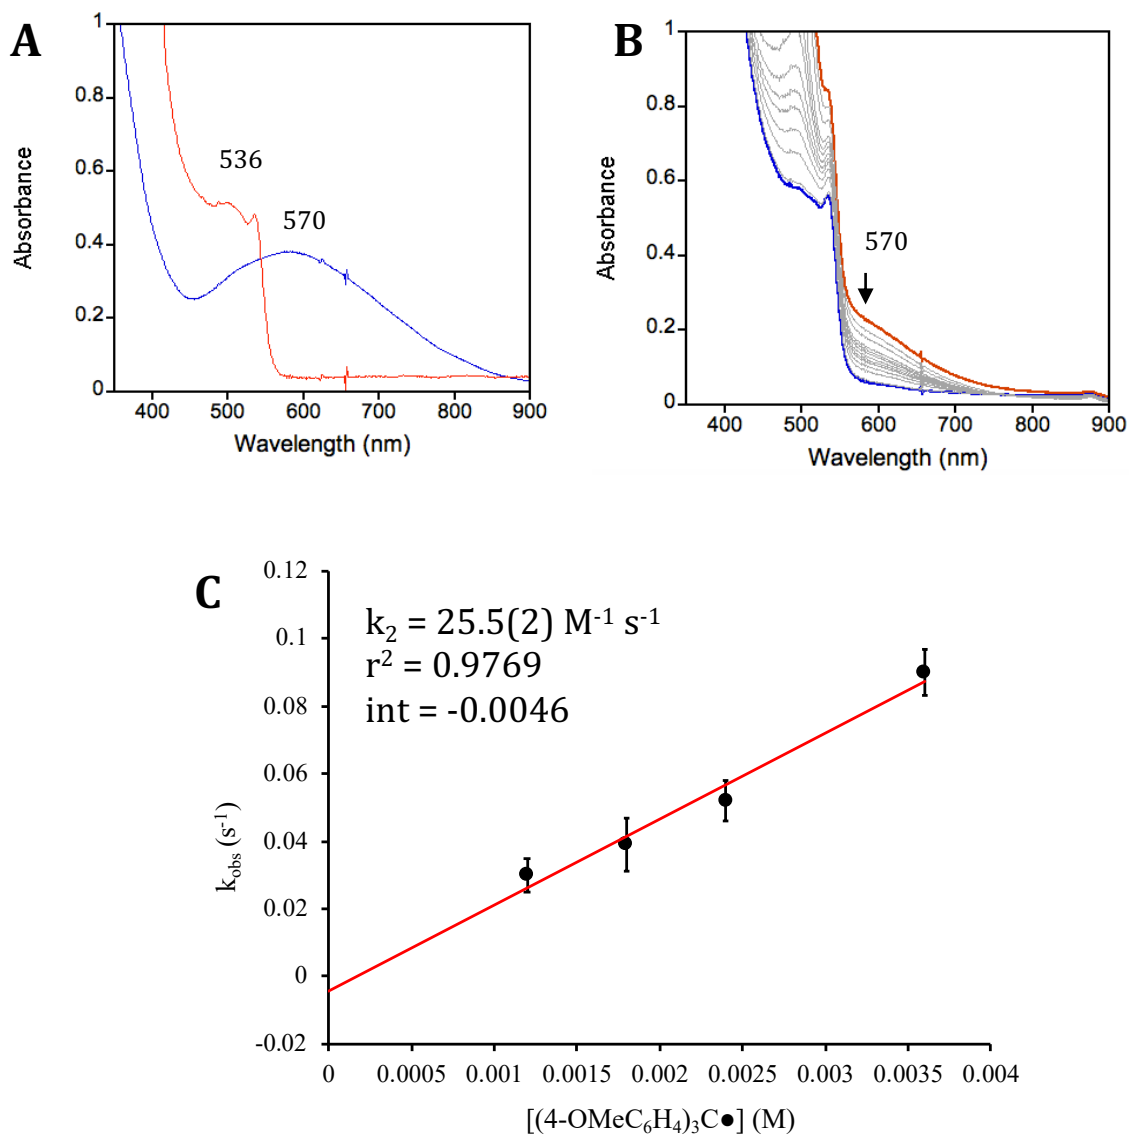 A
1
0.8
0.6
0.4
0.2
0
536
570
Absorbance
400 500 600 700 800 900
Wavelength (nm)
B
1
0.8
0.6
0.4
0.2
0
570
Absorbance
400 500 600 700 800 900
Wavelength (nm)
C
0.12
0.1
0.08
0.06
0.04
0.02
0
-0.02
k₂ = 25.5(2) M⁻¹ s⁻¹
r² = 0.9769
int = -0.0046
k_obs (s⁻¹)
0 0.0005 0.001 0.0015 0.002 0.0025 0.003 0.0035 0.004
[(4-OMeC₆H₄)₃C●] (M)